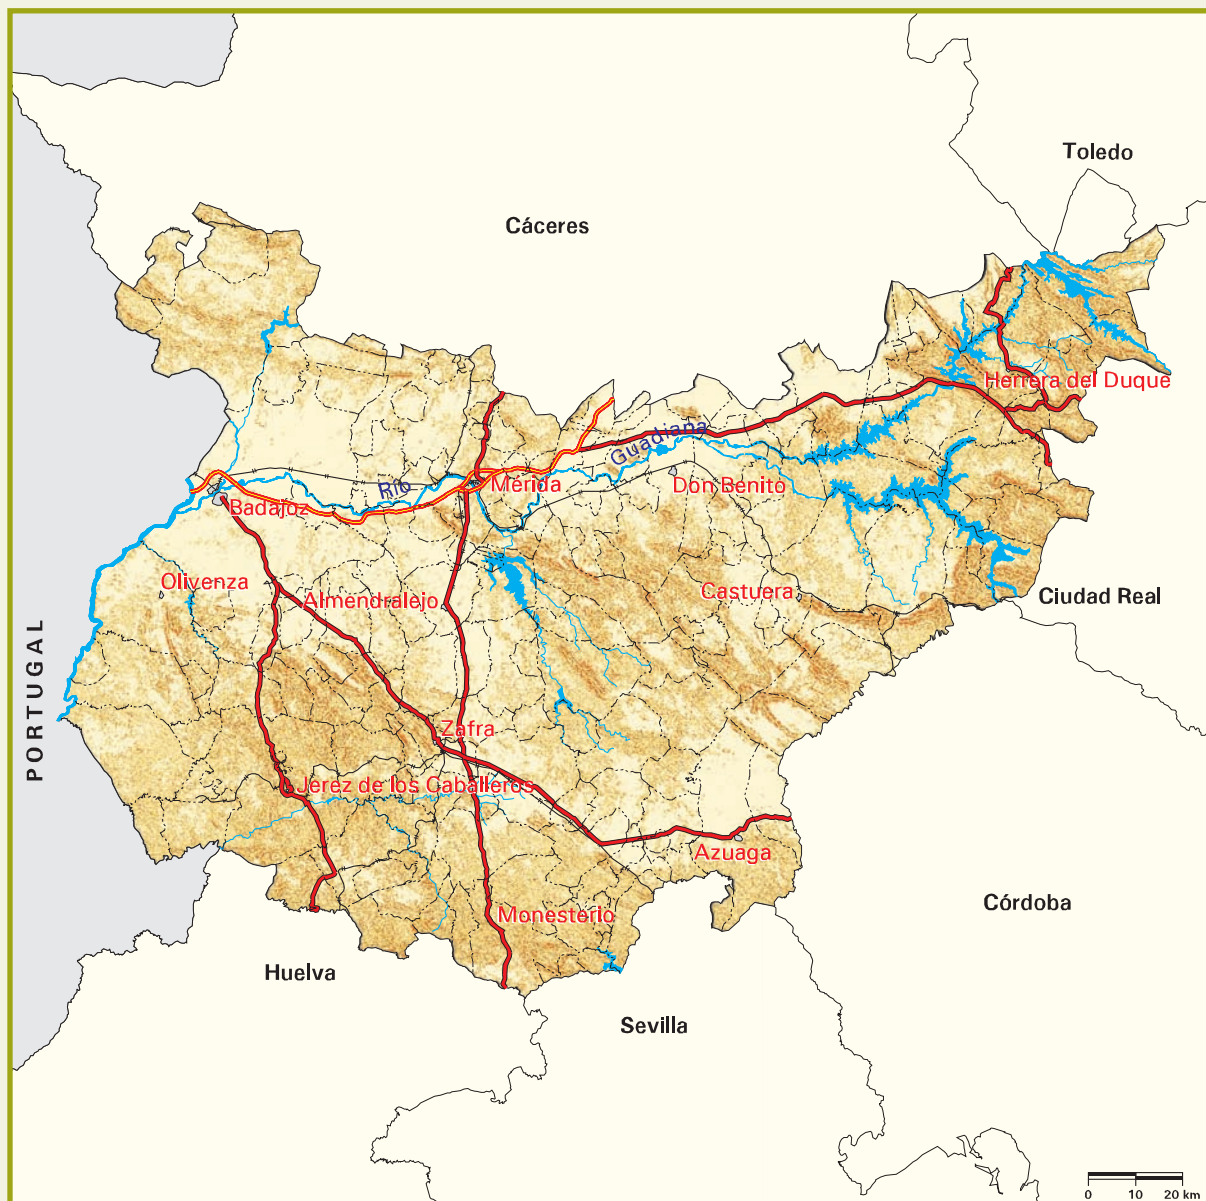 Toledo
Cáceres
Herrera del Duque
Guadiana
Río
Mérida
Don Benito
Badajoz
Olivenza
Almendralejo
Castuera
Ciudad Real
PORTUGAL
Zafra
Jerez de los Caballeros
Azuaga
Monesterio
Córdoba
Huelva
Sevilla
0 10 20 km